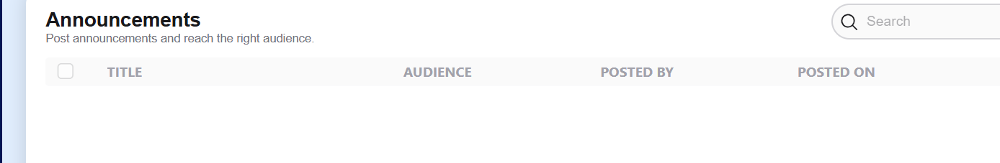 Announcements
Search
Post announcements and reach the right audience.
TITLE AUDIENCE POSTED BY POSTED ON